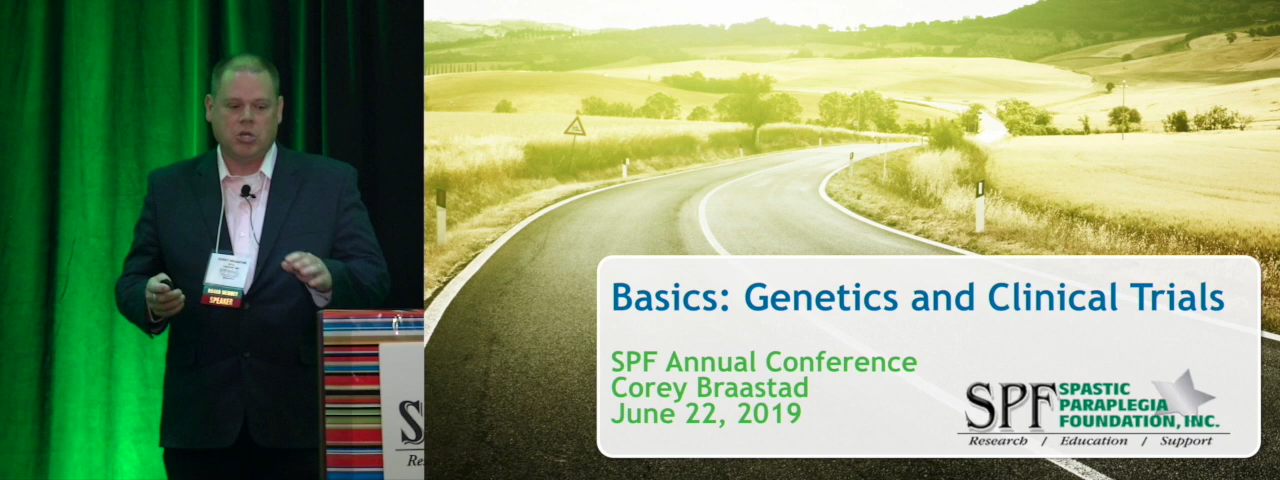 SPEAKER
Basics: Genetics and Clinical Trials
SPF Annual Conference
Corey Braastad
June 22, 2019
SPF SPASTIC
PARAPLEGIA
FOUNDATION, INC.
Research / Education / Support